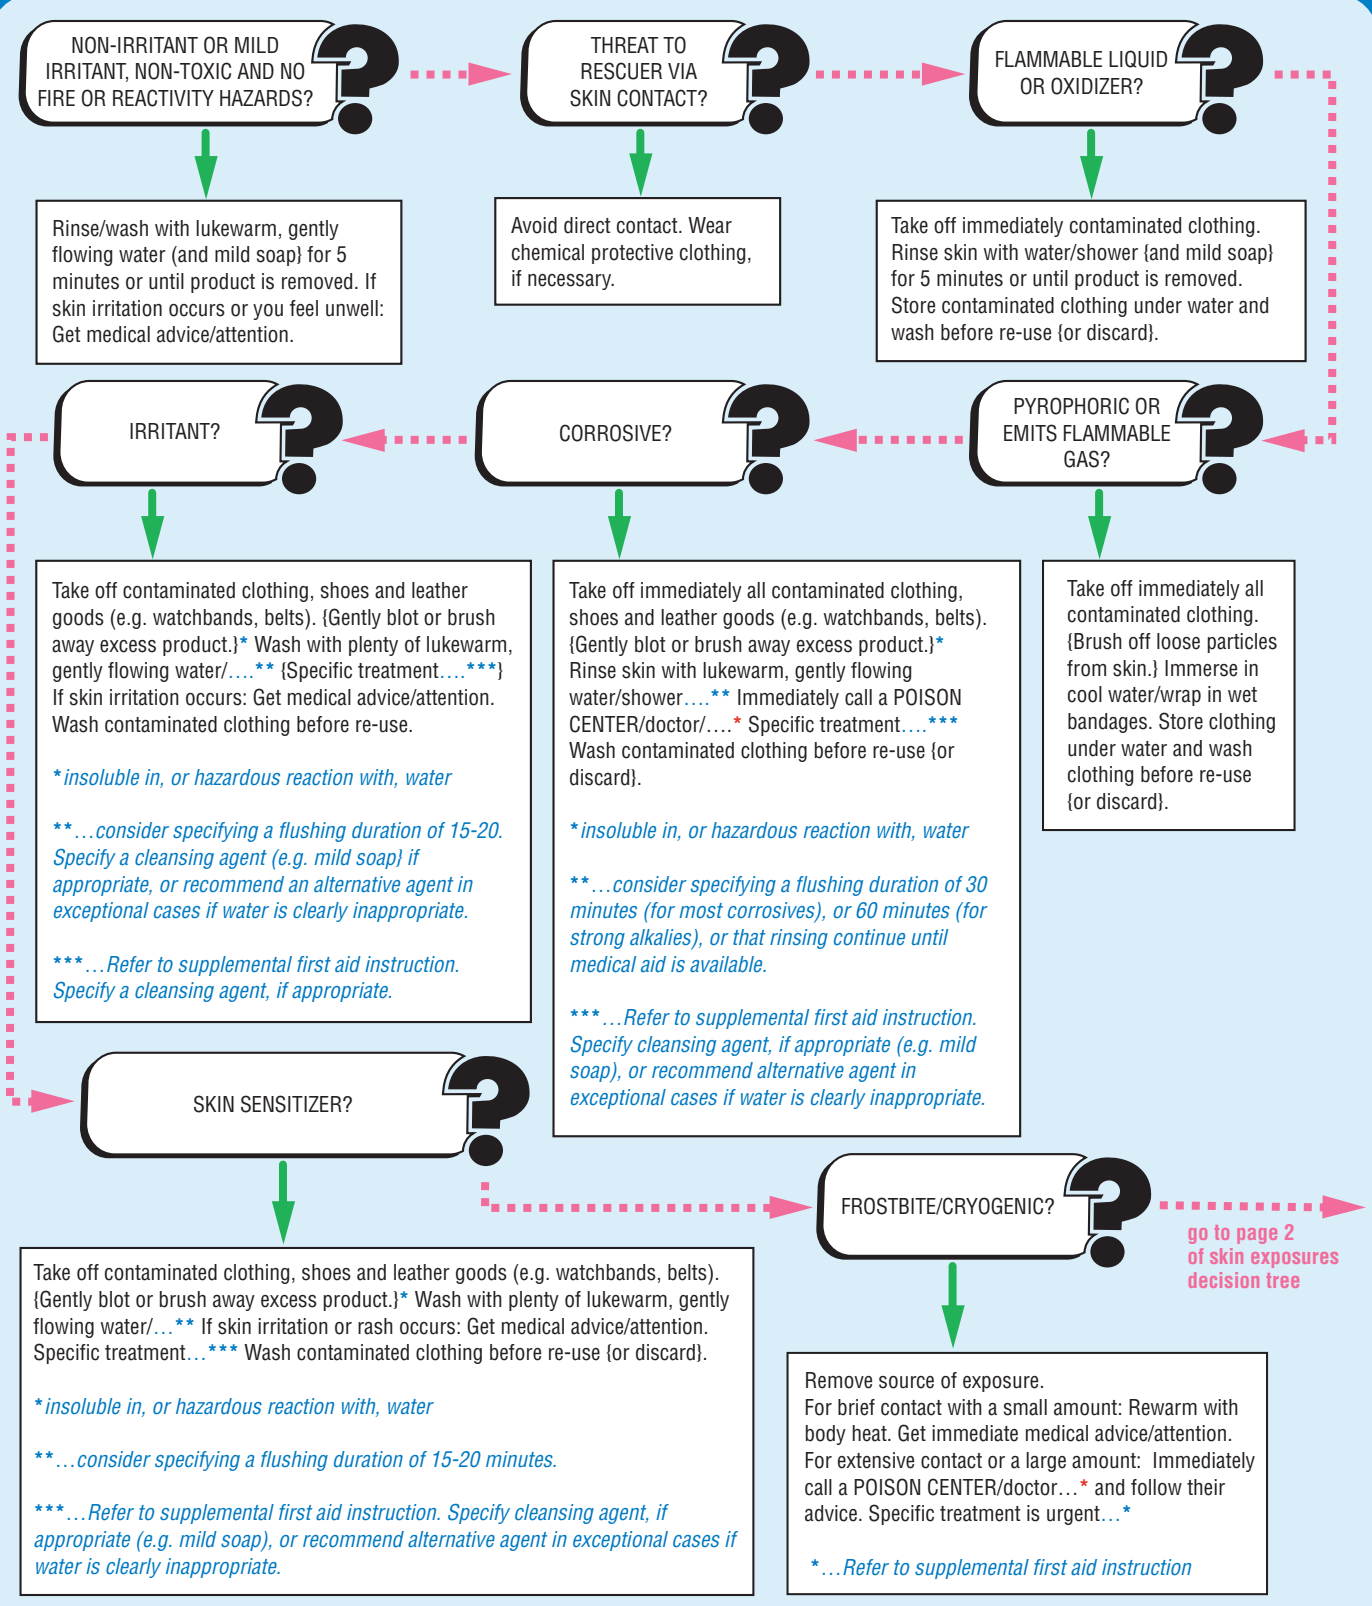 NON-IRRITANT OR MILD
IRRITANT, NON-TOXIC AND NO
FIRE OR REACTIVITY HAZARDS?
?
THREAT TO
RESCUER VIA
SKIN CONTACT?
?
FLAMMABLE LIQUID
OR OXIDIZER?
?
Rinse/wash with lukewarm, gently
flowing water (and mild soap} for 5
minutes or until product is removed. If
skin irritation occurs or you feel unwell:
Get medical advice/attention.
Avoid direct contact. Wear
chemical protective clothing,
if necessary.
Take off immediately contaminated clothing.
Rinse skin with water/shower {and mild soap}
for 5 minutes or until product is removed.
Store contaminated clothing under water and
wash before re-use {or discard}.
IRRITANT?
?
CORROSIVE?
?
PYROPHORIC OR
EMITS FLAMMABLE
GAS?
?
Take off contaminated clothing, shoes and leather
goods (e.g. watchbands, belts). {Gently blot or brush
away excess product.}* Wash with plenty of lukewarm,
gently flowing water/....** {Specific treatment....***}
If skin irritation occurs: Get medical advice/attention.
Wash contaminated clothing before re-use.
*insoluble in, or hazardous reaction with, water
**...consider specifying a flushing duration of 15-20.
Specify a cleansing agent (e.g. mild soap} if
appropriate, or recommend an alternative agent in
exceptional cases if water is clearly inappropriate.
***...Refer to supplemental first aid instruction.
Specify a cleansing agent, if appropriate.
Take off immediately all contaminated clothing,
shoes and leather goods (e.g. watchbands, belts).
{Gently blot or brush away excess product.}*
Rinse skin with lukewarm, gently flowing
water/shower....** Immediately call a POISON
CENTER/doctor/....* Specific treatment....***
Wash contaminated clothing before re-use {or
discard}.
*insoluble in, or hazardous reaction with, water
**...consider specifying a flushing duration of 30
minutes (for most corrosives), or 60 minutes (for
strong alkalies), or that rinsing continue until
medical aid is available.
***...Refer to supplemental first aid instruction.
Specify cleansing agent, if appropriate (e.g. mild
soap), or recommend alternative agent in
exceptional cases if water is clearly inappropriate.
Take off immediately all
contaminated clothing.
{Brush off loose particles
from skin.} Immerse in
cool water/wrap in wet
bandages. Store clothing
under water and wash
clothing before re-use
{or discard}.
SKIN SENSITIZER?
?
FROSTBITE/CRYOGENIC?
?
go to page 2
of skin exposures
decision tree
Take off contaminated clothing, shoes and leather goods (e.g. watchbands, belts).
{Gently blot or brush away excess product.}* Wash with plenty of lukewarm, gently
flowing water/...** If skin irritation or rash occurs: Get medical advice/attention.
Specific treatment...*** Wash contaminated clothing before re-use {or discard}.
*insoluble in, or hazardous reaction with, water
**...consider specifying a flushing duration of 15-20 minutes.
***...Refer to supplemental first aid instruction. Specify cleansing agent, if
appropriate (e.g. mild soap), or recommend alternative agent in exceptional cases if
water is clearly inappropriate.
Remove source of exposure.
For brief contact with a small amount: Rewarm with
body heat. Get immediate medical advice/attention.
For extensive contact or a large amount: Immediately
call a POISON CENTER/doctor...* and follow their
advice. Specific treatment is urgent...*
*...Refer to supplemental first aid instruction